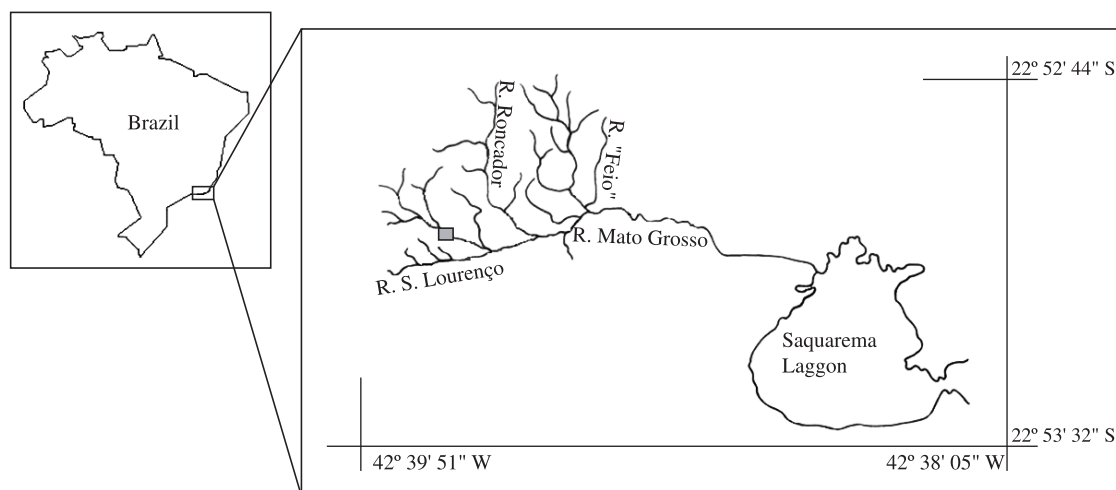 Brazil
22º 52' 44" S
R. Roncador
R. "Feio"
R. Mato Grosso
R. S. Lourenço
Saquarema
Laggon
22º 53' 32" S
42º 39' 51" W
42º 38' 05" W